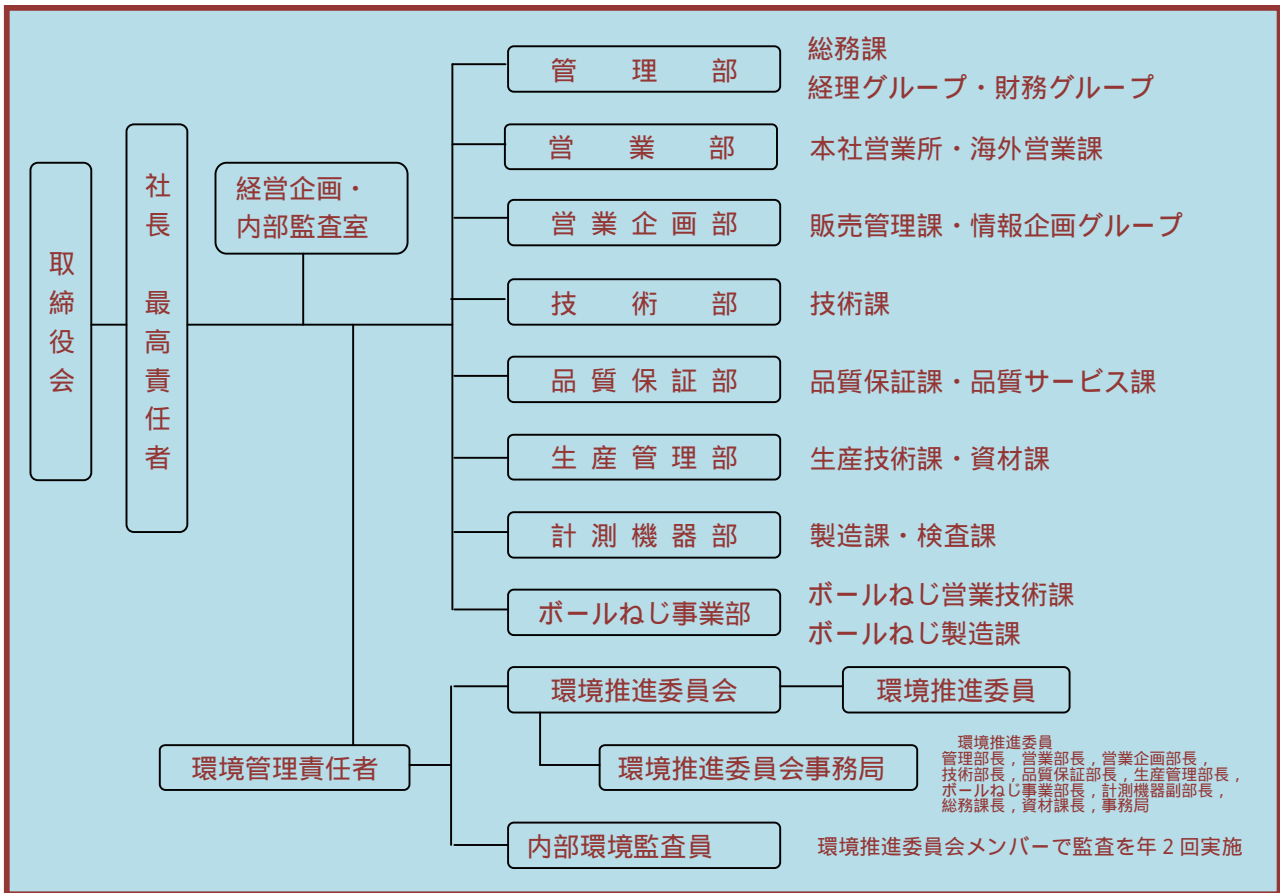 取締役会
社長　最高責任者
経営企画・
内部監査室
管理部
総務課
経理グループ・財務グループ
営業部
本社営業所・海外営業課
営業企画部
販売管理課・情報企画グループ
技術部
技術課
品質保証部
品質保証課・品質サービス課
生産管理部
生産技術課・資材課
計測機器部
製造課・検査課
ボールねじ事業部
ボールねじ営業技術課
ボールねじ製造課
環境管理責任者
環境推進委員会
環境推進委員
環境推進委員会事務局
環境推進委員
管理部長，営業部長，営業企画部長，
技術部長，品質保証部長，生産管理部長，
ボールねじ事業部長，計測機器副部長，
総務課長，資材課長，事務局
内部環境監査員
環境推進委員会メンバーで監査を年２回実施